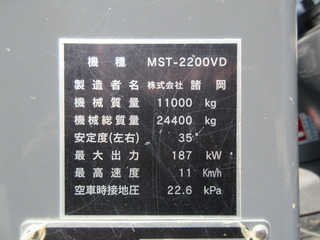 機種 MST-2200VD
製造者名 株式会社 諸岡
機械質量 11000 kg
機械総質量 24400 kg
安定度(左右) 35°
最大出力 187 kW
最高速度 11 Km/h
空車時接地圧 22.6 kPa